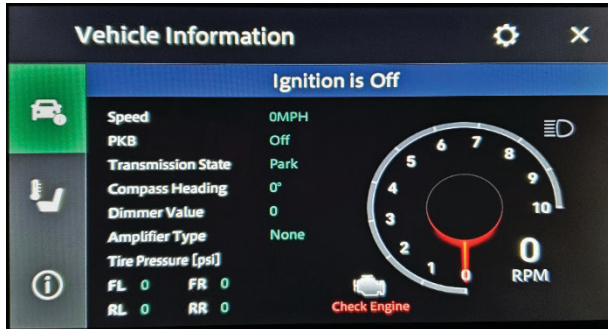 Vehicle Information
Ignition is Off
Speed 0MPH
PKB Off
Transmission State Park
Compass Heading 0°
Dimmer Value 0
Amplifier Type None
Tire Pressure [psi]
FL 0 FR 0
RL 0 RR 0
0 1 2 3 4 5 6 7 8 9 10
0
RPM
Check Engine